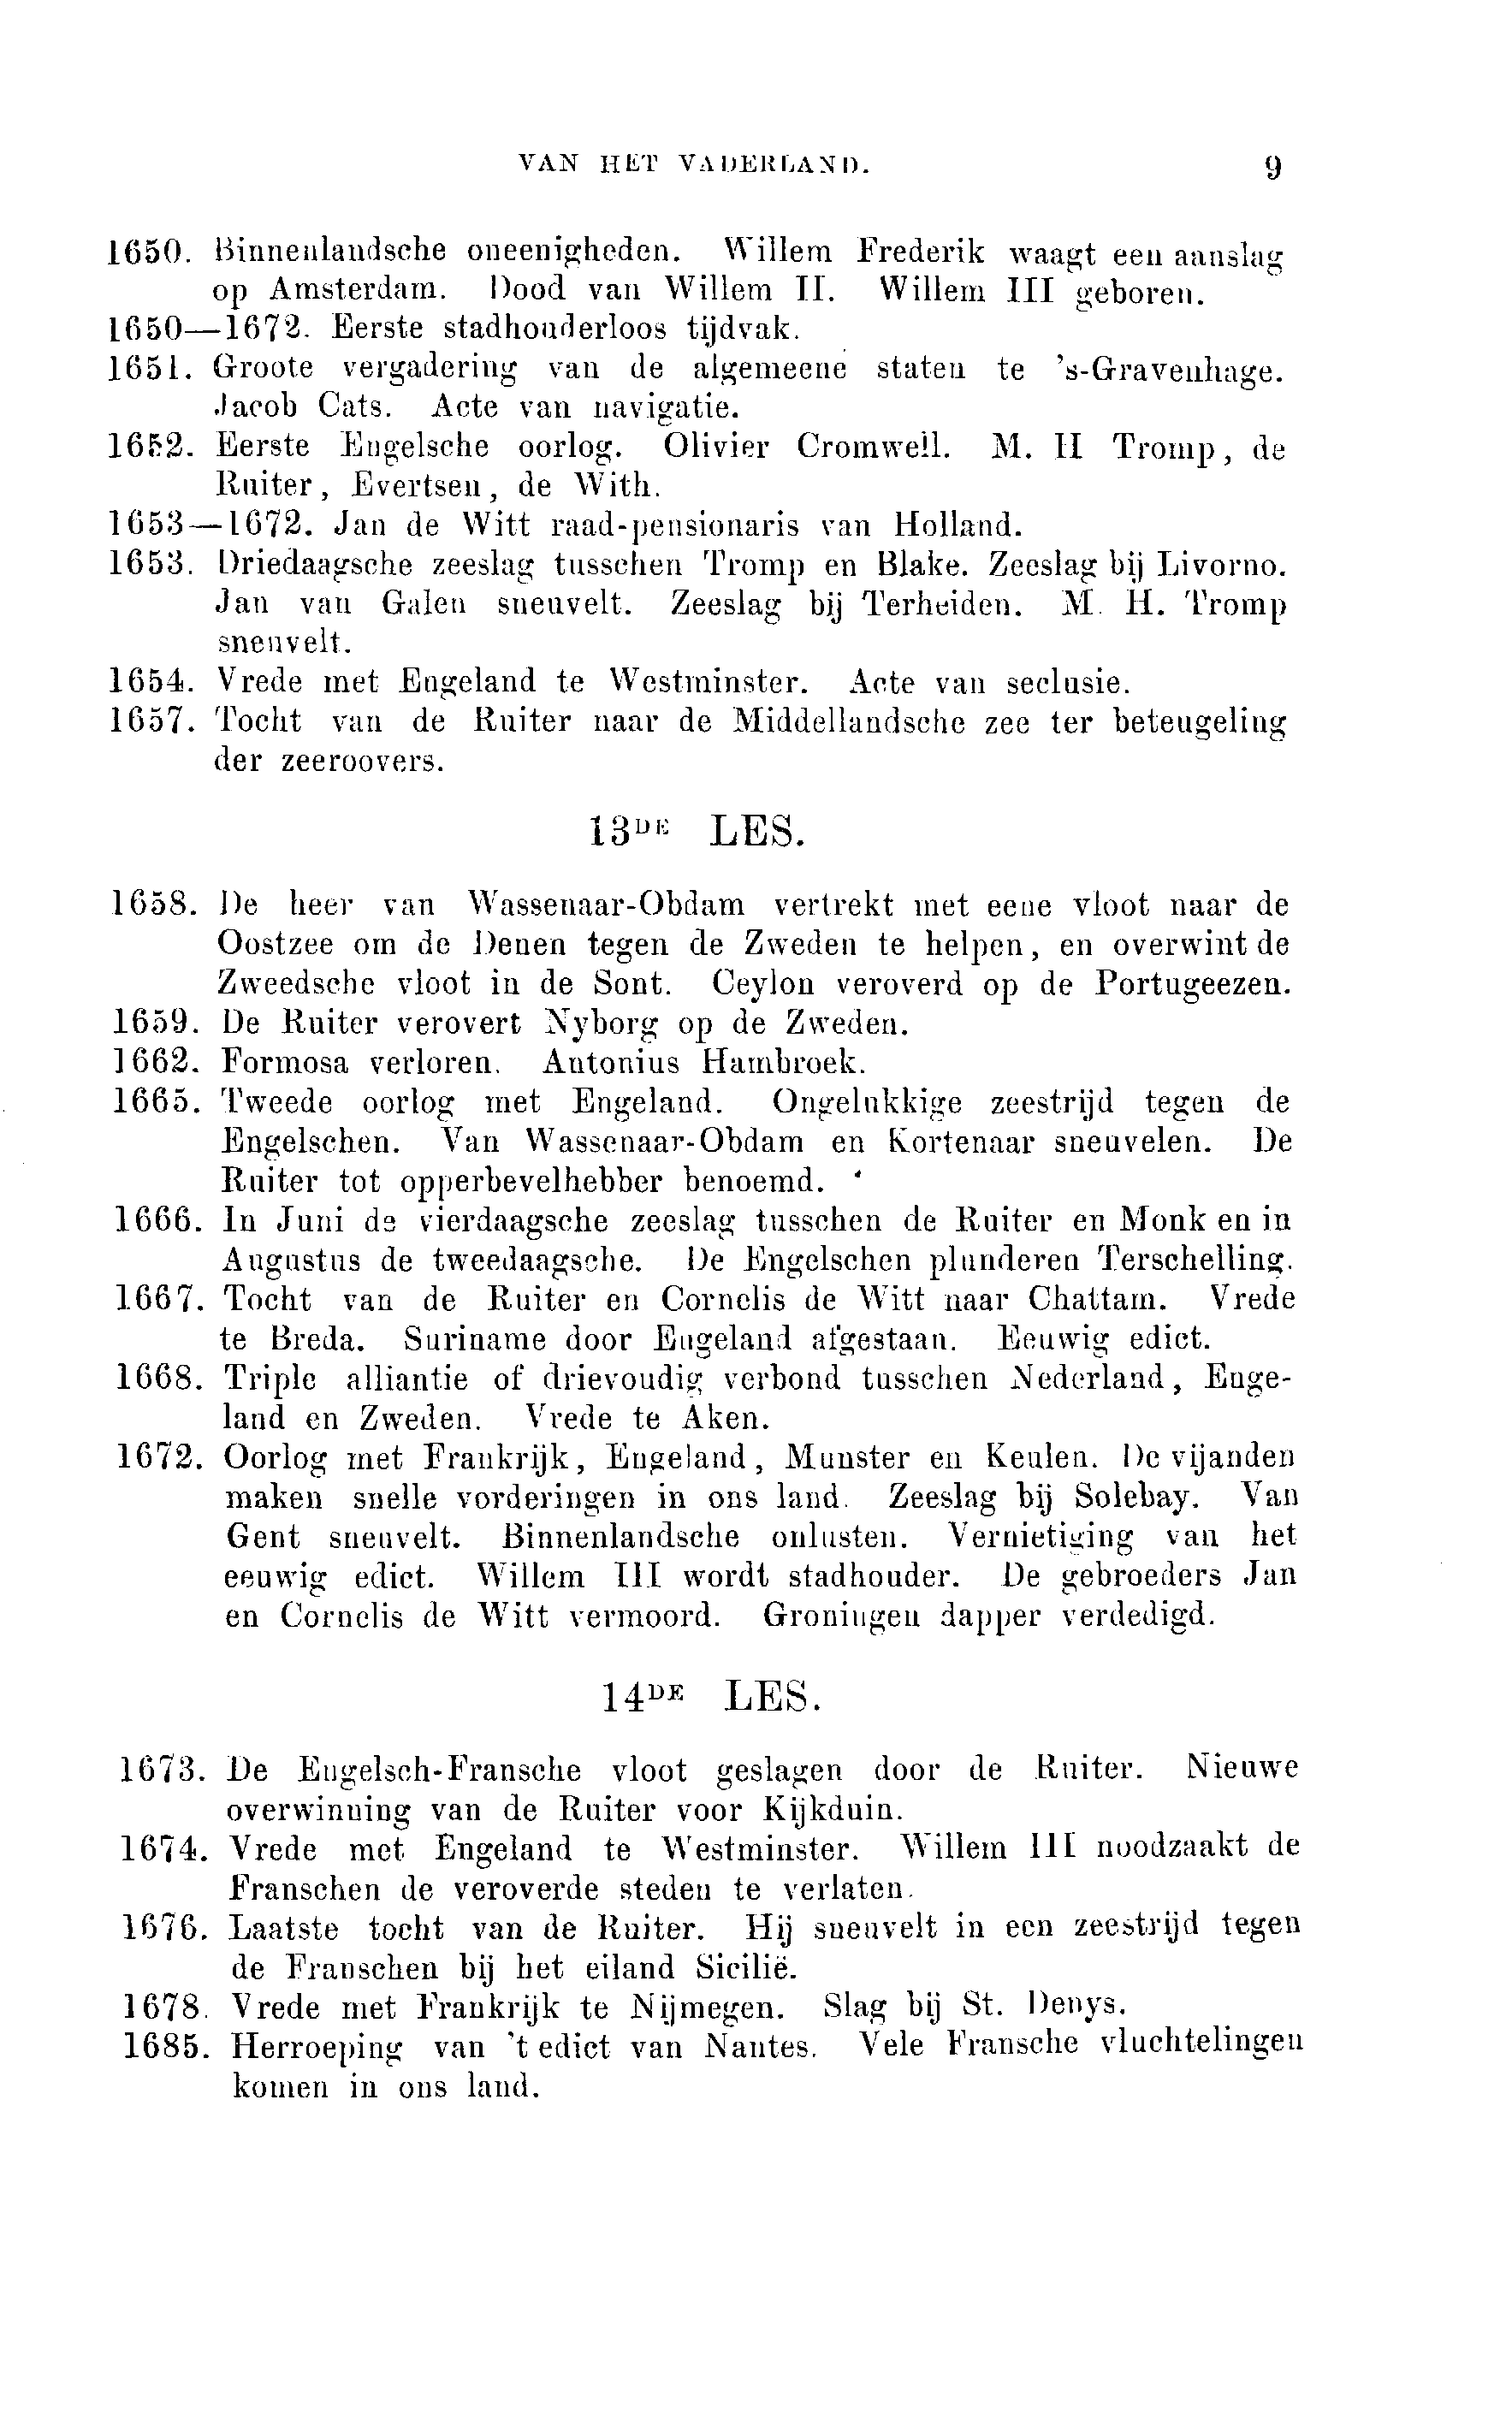 VAN HET VADERLAND. 9
1650. Binnenlandsche oneenigheden. Willem Frederik waagt een aanslag
op Amsterdam. Dood van Willem II. Willem III geboren.
1650—1672. Eerste stadhouderloos tijdvak.
1651. Groote vergadering van de algemeene staten te 's-Gravenhage.
Jacob Cats. Acte van navigatie.
1652. Eerste Engelsche oorlog. Olivier Cromwell. M. H Tromp, de
Ruiter, Evertsen, de With.
1653—1672. Jan de Witt raad-pensionaris van Holland.
1653. Driedaagsche zeeslag tusschen Tromp en Blake. Zeeslag bij Livorno.
Jan van Galen sneuvelt. Zeeslag bij Terheiden. M. H. Tromp
sneuvelt.
1654. Vrede met Engeland te Westminster. Acte van seclusie.
1657. Tocht van de Ruiter naar de Middellandsche zee ter beteugeling
der zeeroovers.
13DE LES.
1658. De heer van Wassenaar-Obdam vertrekt met eene vloot naar de
Oostzee om de Denen tegen de Zweden te helpen, en overwint de
Zweedsche vloot in de Sont. Ceylon veroverd op de Portugeezen.
1659. De Ruiter verovert Nyborg op de Zweden.
1662. Formosa verloren. Antonius Hambroek.
1665. Tweede oorlog met Engeland. Ongelukkige zeestrijd tegen de
Engelschen. Van Wassenaar-Obdam en Kortenaar sneuvelen. De
Ruiter tot opperbevelhebber benoemd.
1666. In Juni de vierdaagsche zeeslag tusschen de Ruiter en Monk en in
Augustus de tweedaagsche. De Engelschen plunderen Terschelling.
1667. Tocht van de Ruiter en Cornelis de Witt naar Chattam. Vrede
te Breda. Suriname door Engeland afgestaan. Eeuwig edict.
1668. Triple alliantie of drievoudig verbond tusschen Nederland, Enge-
land en Zweden. Vrede te Aken.
1672. Oorlog met Frankrijk, Engeland, Munster en Keulen. De vijanden
maken snelle vorderingen in ons land. Zeeslag bij Solebay. Van
Gent sneuvelt. Binnenlandsche onlusten. Vernietiging van het
eeuwig edict. Willem III wordt stadhouder. De gebroeders Jan
en Cornelis de Witt vermoord. Groningen dapper verdedigd.
14DE LES.
1673. De Engelsch-Fransche vloot geslagen door de Ruiter. Nieuwe
overwinning van de Ruiter voor Kijkduin.
1674. Vrede met Engeland te Westminster. Willem III noodzaakt de
Franschen de veroverde steden te verlaten.
1676. Laatste tocht van de Ruiter. Hij sneuvelt in een zeestrijd tegen
de Franschen bij het eiland Sicilië.
1678. Vrede met Frankrijk te Nijmegen. Slag bij St. Denys.
1685. Herroeping van 't edict van Nantes. Vele Fransche vluchtelingen
komen in ons land.